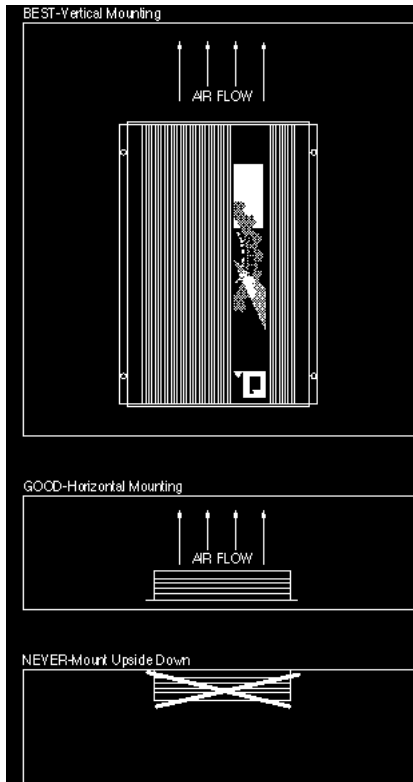 BEST-Vertical Mounting
AIR FLOW
Q
GOOD-Horizontal Mounting
AIR FLOW
NEVER-Mount Upside Down